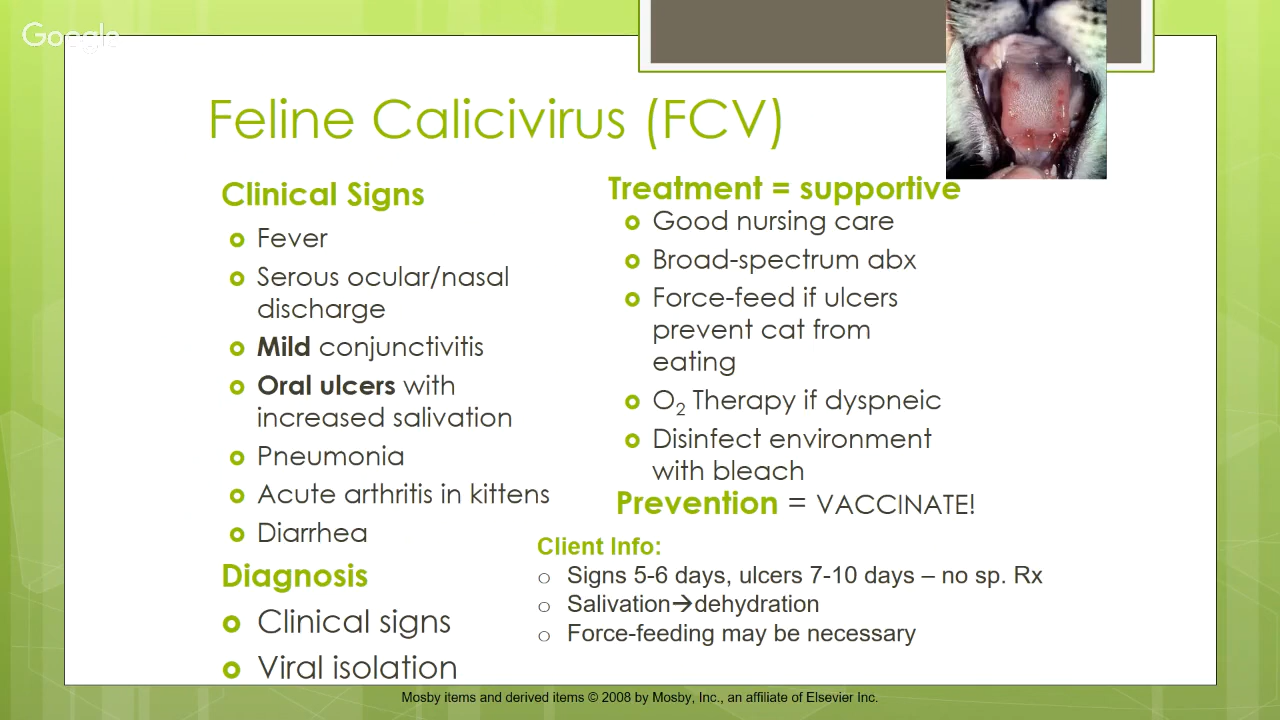 Google
Feline Calicivirus (FCV)
Clinical Signs
Fever
Serous ocular/nasal
discharge
Mild conjunctivitis
Oral ulcers with
increased salivation
Pneumonia
Acute arthritis in kittens
Diarrhea
Diagnosis
Clinical signs
Viral isolation
Treatment = supportive
Good nursing care
Broad-spectrum abx
Force-feed if ulcers
prevent cat from
eating
O₂ Therapy if dyspneic
Disinfect environment
with bleach
Prevention = VACCINATE!
Client Info:
Signs 5-6 days, ulcers 7-10 days – no sp. Rx
Salivation→dehydration
Force-feeding may be necessary
Mosby items and derived items © 2008 by Mosby, Inc., an affiliate of Elsevier Inc.